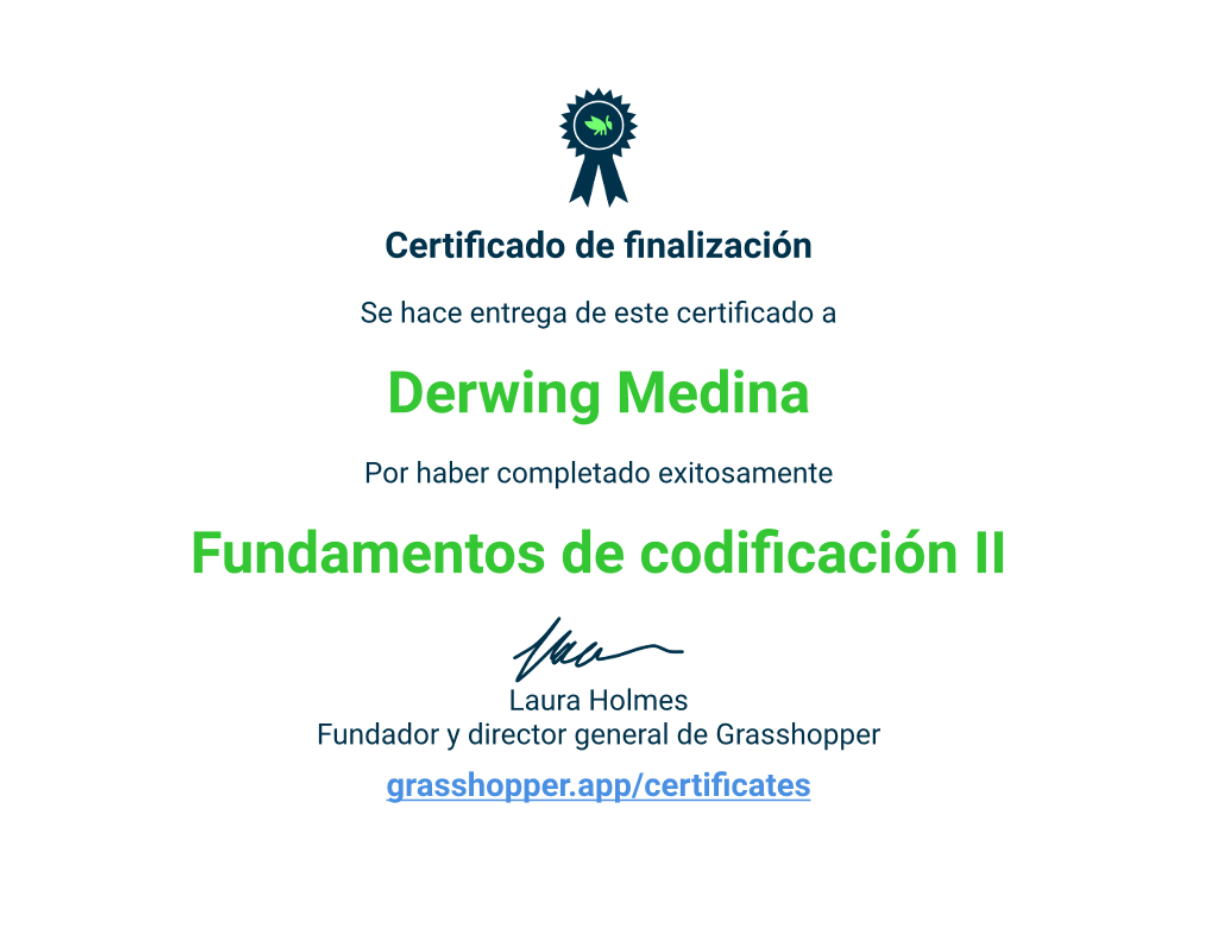 Certificado de finalización
Se hace entrega de este certificado a
Derwing Medina
Por haber completado exitosamente
Fundamentos de codificación II
Laura Holmes
Fundador y director general de Grasshopper
grasshopper.app/certificates